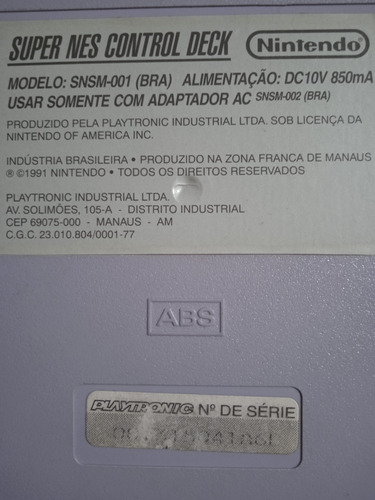 SUPER NES CONTROL DECK Nintendo
MODELO: SNSM-001 (BRA) ALIMENTAÇÃO: DC10V 850mA
USAR SOMENTE COM ADAPTADOR AC SNSM-002 (BRA)
PRODUZIDO PELA PLAYTRONIC INDUSTRIAL LTDA. SOB LICENÇA DA
NINTENDO OF AMERICA INC.
INDÚSTRIA BRASILEIRA • PRODUZIDO NA ZONA FRANCA DE MANAUS
® ©1991 NINTENDO • TODOS OS DIREITOS RESERVADOS
PLAYTRONIC INDUSTRIAL LTDA.
AV. SOLIMÕES, 105-A - DISTRITO INDUSTRIAL
CEP 69075-000 - MANAUS - AM
C.G.C. 23.010.804/0001-77
ABS
PLAYTRONIC Nº DE SÉRIE